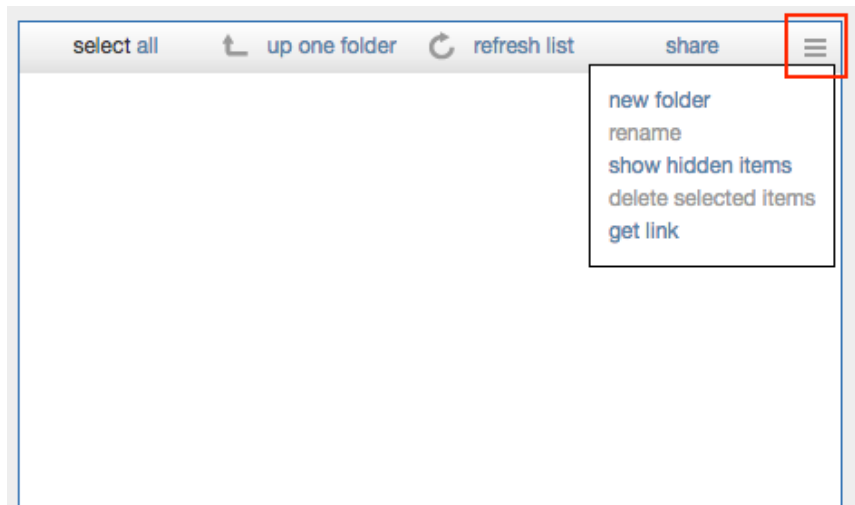 select all up one folder refresh list share
new folder
rename
show hidden items
delete selected items
get link